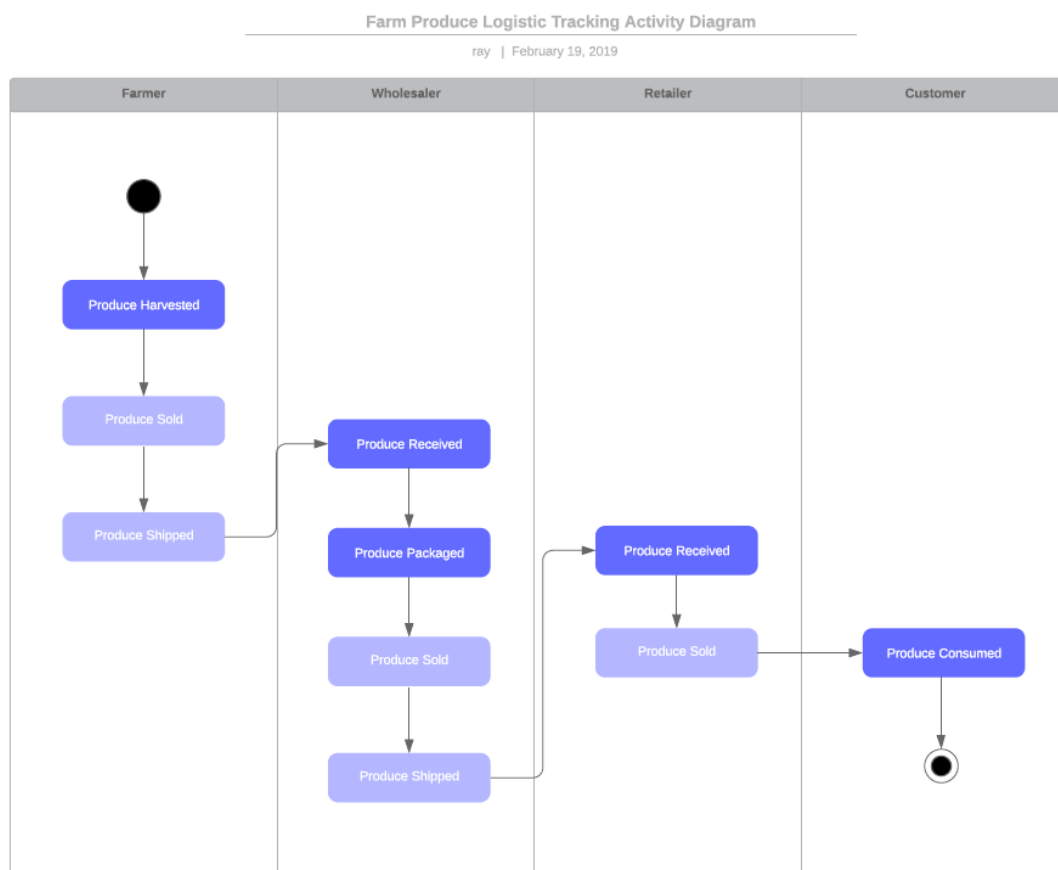 Farm Produce Logistic Tracking Activity Diagram
ray | February 19, 2019
Farmer
Wholesaler
Retailer
Customer
Produce Harvested
Produce Sold
Produce Shipped
Produce Received
Produce Packaged
Produce Sold
Produce Shipped
Produce Received
Produce Sold
Produce Consumed